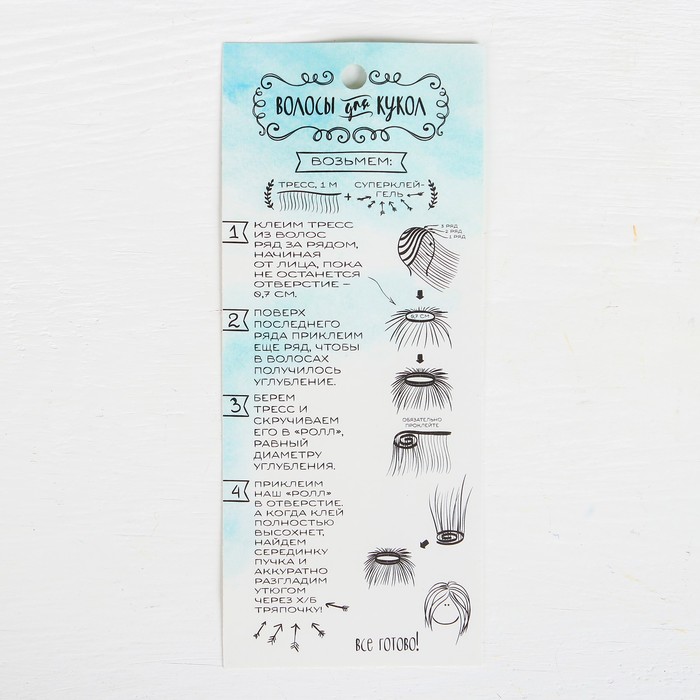 ВОЛОСЫ для КУКОЛ
ВОЗЬМЕМ:
ТРЕСС, 1 М + СУПЕРКЛЕЙ-
ГЕЛЬ
1
КЛЕИМ ТРЕСС
ИЗ ВОЛОС
РЯД ЗА РЯДОМ,
НАЧИНАЯ
ОТ ЛИЦА, ПОКА
НЕ ОСТАНЕТСЯ
ОТВЕРСТИЕ –
0,7 СМ.
3 РЯД
2 РЯД
1 РЯД
0,7 СМ
2
ПОВЕРХ
ПОСЛЕДНЕГО
РЯДА ПРИКЛЕИМ
ЕЩЕ РЯД, ЧТОБЫ
В ВОЛОСАХ
ПОЛУЧИЛОСЬ
УГЛУБЛЕНИЕ.
3
БЕРЕМ
ТРЕСС И
СКРУЧИВАЕМ
ЕГО В «РОЛЛ»,
РАВНЫЙ
ДИАМЕТРУ
УГЛУБЛЕНИЯ.
ОБЯЗАТЕЛЬНО
ПРОКЛЕЙТЕ
4
ПРИКЛЕИМ
НАШ «РОЛЛ»
В ОТВЕРСТИЕ.
А КОГДА КЛЕЙ
ПОЛНОСТЬЮ
ВЫСОХНЕТ,
НАЙДЕМ
СЕРЕДИНКУ
ПУЧКА И
АККУРАТНО
РАЗГЛАДИМ
УТЮГОМ
ЧЕРЕЗ Х/Б
ТРЯПОЧКУ!
ВСЕ ГОТОВО!